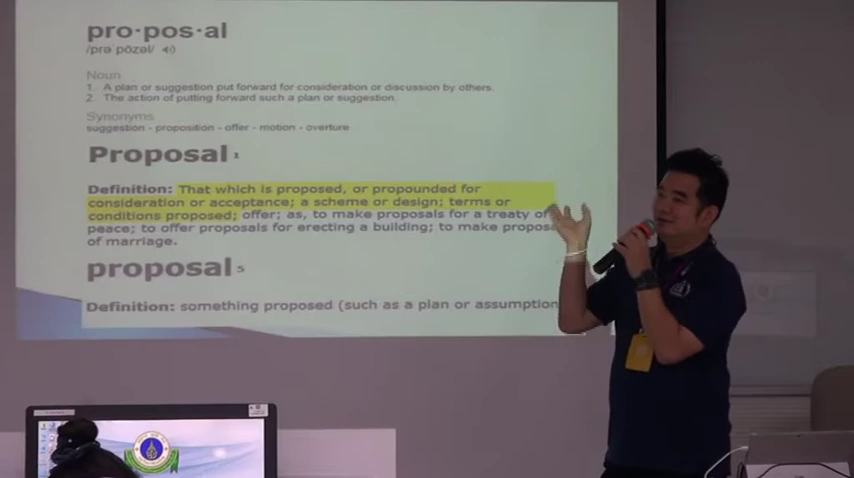 pro·pos·al
/prəˈpōzəl/
Noun
1. A plan or suggestion put forward for consideration or discussion by others.
2. The action of putting forward such a plan or suggestion.
Synonyms
suggestion - proposition - offer - motion - overture
Proposal 1
Definition: That which is proposed, or propounded for
consideration or acceptance; a scheme or design; terms or
conditions proposed; offer; as, to make proposals for a treaty of
peace; to offer proposals for erecting a building; to make propos
of marriage.
proposal 5
Definition: something proposed (such as a plan or assumption